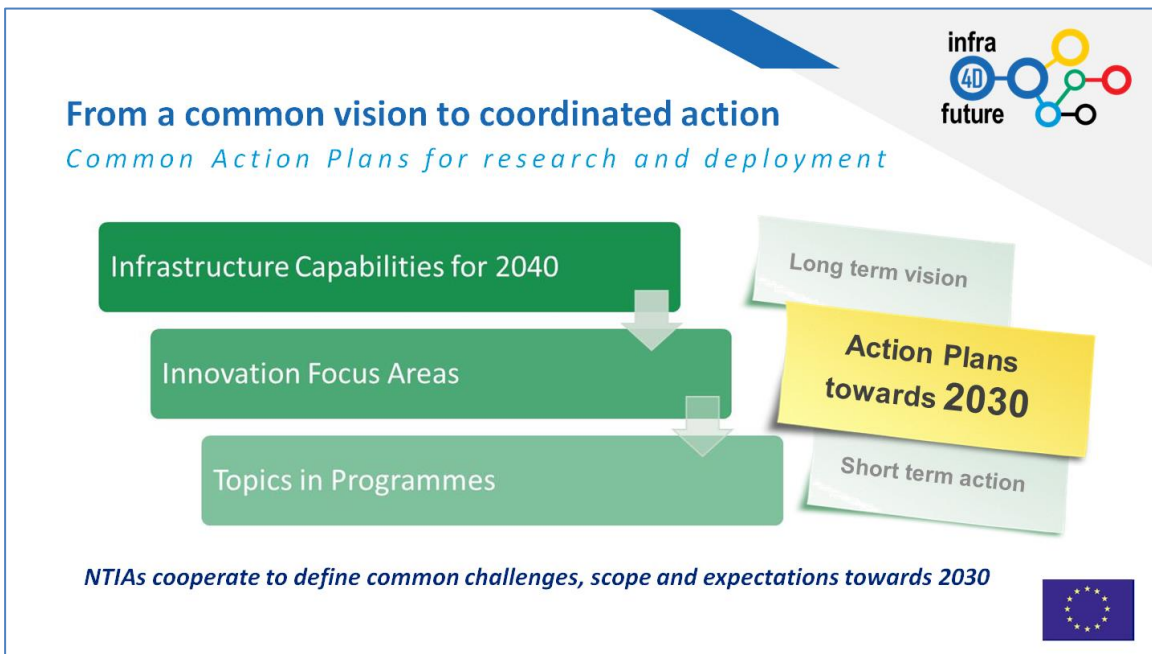 infra
4D
future
From a common vision to coordinated action
Common Action Plans for research and deployment
Infrastructure Capabilities for 2040
Innovation Focus Areas
Topics in Programmes
Long term vision
Action Plans
towards 2030
Short term action
NTIAs cooperate to define common challenges, scope and expectations towards 2030